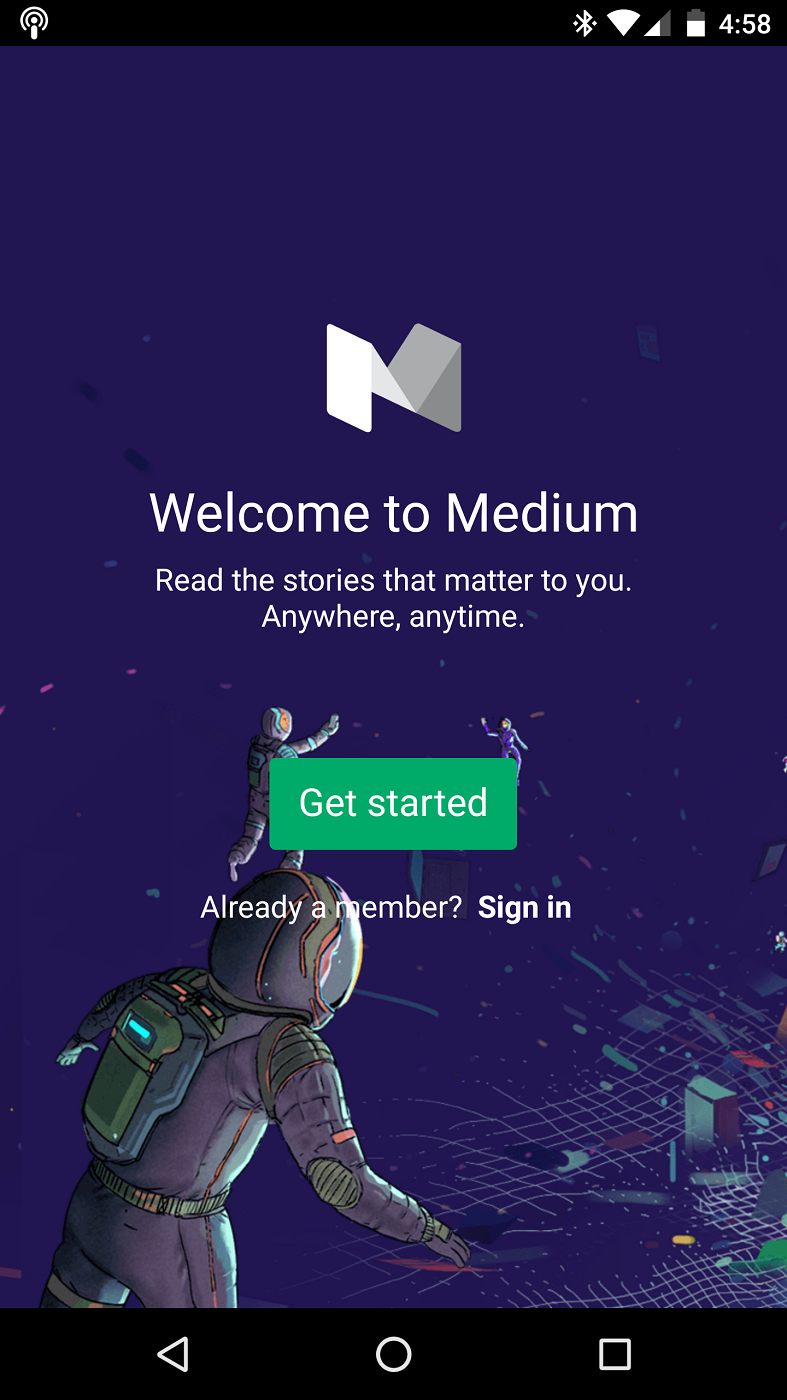 4:58
Welcome to Medium
Read the stories that matter to you.
Anywhere, anytime.
Get started
Already a member? Sign in